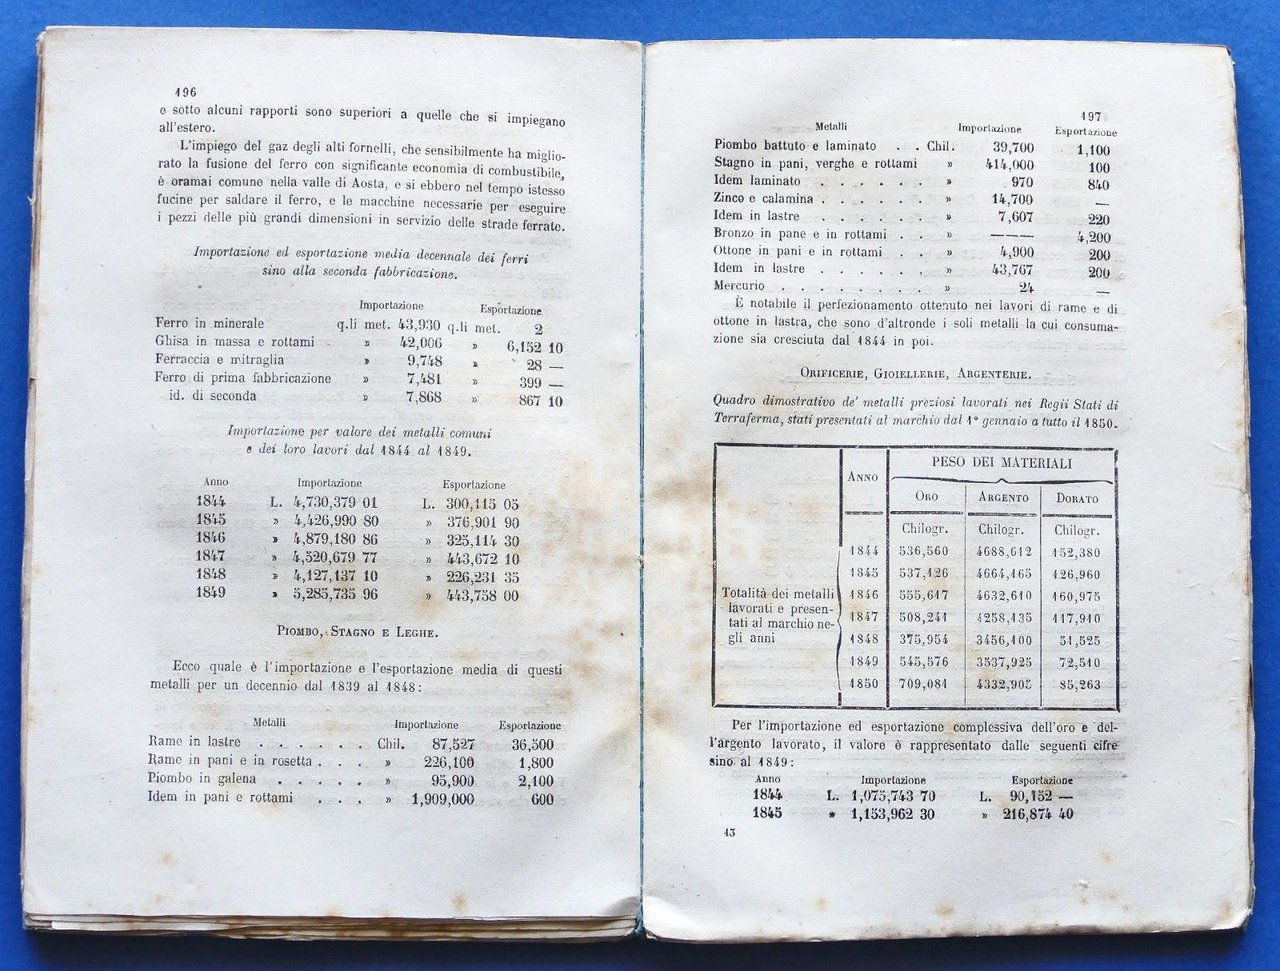 196
e sotto alcuni rapporti sono superiori a quelle che si impiegano
all'estero.
L'impiego del gaz degli alti fornelli, che sensibilmente ha miglio-
rato la fusione del ferro con significante economia di combustibile,
è oramai comune nella valle di Aosta, e si ebbero nel tempo istesso
fucine per saldare il ferro, e le macchine necessarie per eseguire
i pezzi delle più grandi dimensioni in servizio delle strade ferrate.
Importazione ed esportazione media decennale dei ferri
sino alla seconda fabbricazione.
Importazione Esportazione
Ferro in minerale q.li met. 43,930 q.li met. 2
Ghisa in massa e rottami » 42,006 » 6,152 10
Ferraccia e mitraglia » 9,748 » 28 —
Ferro di prima fabbricazione » 7,481 » 399 —
id. di seconda » 7,868 » 867 10
Importazione per valore dei metalli comuni
e dei loro lavori dal 1844 al 1849.
Anno Importazione Esportazione
1844 L. 4,730,379 01 L. 300,115 05
1845 » 4,426,990 80 » 376,901 90
1846 » 4,879,180 86 » 325,114 30
1847 » 4,520,679 77 » 443,672 10
1848 » 4,127,137 10 » 226,231 35
1849 » 5,285,735 96 » 443,758 00
PIOMBO, STAGNO E LEGHE.
Ecco quale è l'importazione e l'esportazione media di questi
metalli per un decennio dal 1839 al 1848:
Metalli Importazione Esportazione
Rame in lastre . . . . . . Chil. 87,527 36,500
Rame in pani e in rosetta . . . » 226,100 1,800
Piombo in galena . . . . . » 95,900 2,100
Idem in pani e rottami . . . » 1,909,000 600
197
Metalli Importazione Esportazione
Piombo battuto e laminato . . Chil. 39,700 1,100
Stagno in pani, verghe e rottami » 414,000 100
Idem laminato . . . . . . » 970 840
Zinco e calamina . . . . . » 14,700 —
Idem in lastre . . . . . . » 7,607 220
Bronzo in pane e in rottami . . » ——— 4,200
Ottone in pani e in rottami . . » 4,900 200
Idem in lastre . . . . . . » 43,767 200
Mercurio . . . . . . . . » 24 —
È notabile il perfezionamento ottenuto nei lavori di rame e di
ottone in lastra, che sono d'altronde i soli metalli la cui consuma-
zione sia cresciuta dal 1844 in poi.
ORIFICERIE, GIOIELLERIE, ARGENTERIE.
Quadro dimostrativo de' metalli preziosi lavorati nei Regii Stati di
Terraferma, stati presentati al marchio dal 1° gennaio a tutto il 1850.
ANNO PESO DEI MATERIALI
ORO ARGENTO DORATO
Chilogr. Chilogr. Chilogr.
1844 536,560 4688,612 152,380
1845 537,126 4664,165 126,960
Totalità dei metalli 1846 555,617 4632,610 160,975
lavorati e presen-
tati al marchio ne- 1847 508,241 4258,135 117,910
gli anni 1848 375,954 3456,100 51,525
1849 545,576 3537,925 72,510
1850 709,081 4332,905 85,263
Per l'importazione ed esportazione complessiva dell'oro e del-
l'argento lavorato, il valore è rappresentato dalle seguenti cifre
sino al 1849:
Anno Importazione Esportazione
1844 L. 1,075,743 70 L. 90,152 —
1845 » 1,153,962 30 » 216,874 40
13